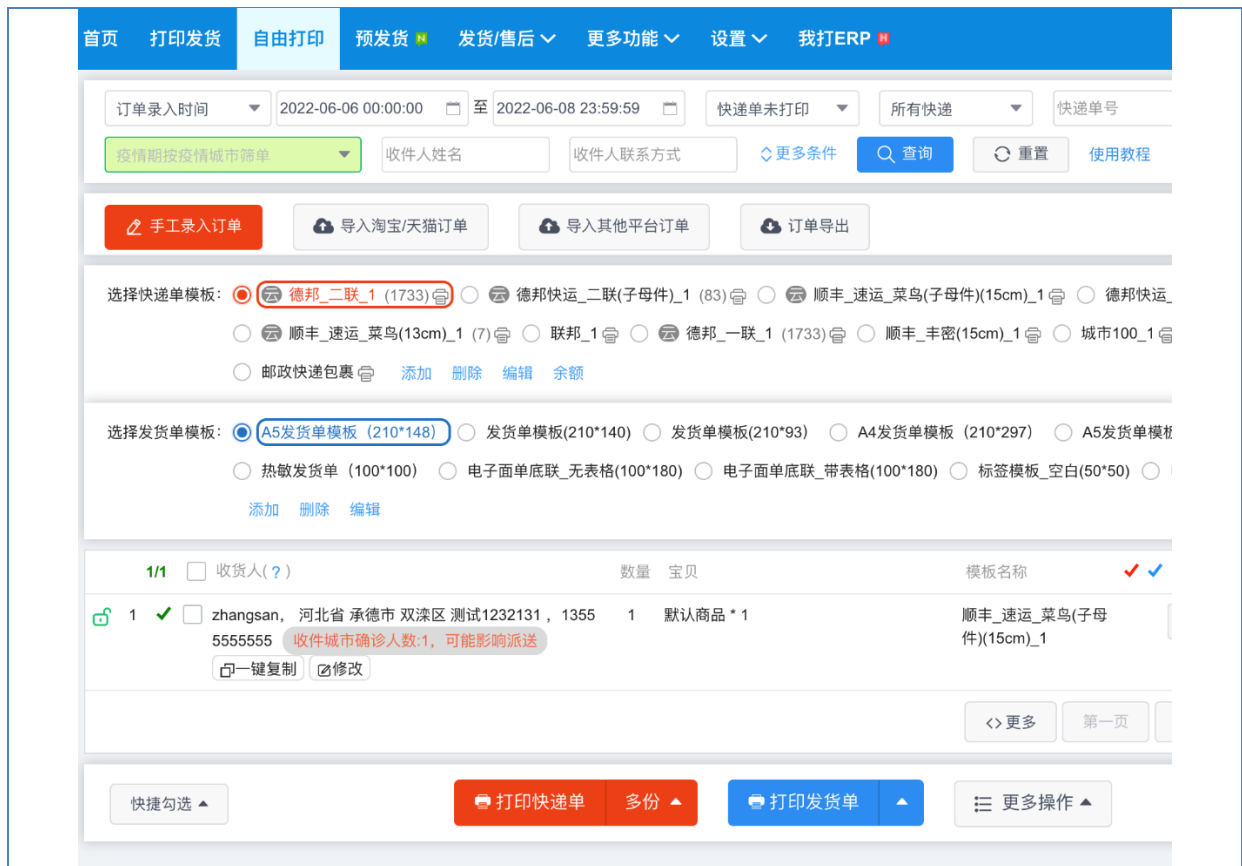 首页 打印发货 自由打印 预发货 N 发货/售后 更多功能 设置 我打ERP H
订单录入时间 2022-06-06 00:00:00 至 2022-06-08 23:59:59 快递单未打印 所有快递 快递单号
疫情期按疫情城市筛单 收件人姓名 收件人联系方式 更多条件 查询 重置 使用教程
手工录入订单 导入淘宝/天猫订单 导入其他平台订单 订单导出
选择快递单模板: 云 德邦_二联_1 (1733) 云 德邦快运_二联(子母件)_1 (83) 云 顺丰_速运_菜鸟(子母件)(15cm)_1 德邦快运_
云 顺丰_速运_菜鸟(13cm)_1 (7) 联邦_1 云 德邦_一联_1 (1733) 顺丰_丰密(15cm)_1 城市100_1
邮政快递包裹 添加 删除 编辑 余额
选择发货单模板: A5发货单模板（210*148） 发货单模板(210*140) 发货单模板(210*93) A4发货单模板（210*297） A5发货单模板
热敏发货单（100*100） 电子面单底联_无表格(100*180) 电子面单底联_带表格(100*180) 标签模板_空白(50*50)
添加 删除 编辑
1/1 收货人(?) 数量 宝贝 模板名称
1 zhangsan， 河北省 承德市 双滦区 测试1232131 ，1355 1 默认商品 * 1 顺丰_速运_菜鸟(子母
5555555 收件城市确诊人数:1，可能影响派送 件)(15cm)_1
一键复制 修改
更多 第一页
快捷勾选 打印快递单 多份 打印发货单 更多操作